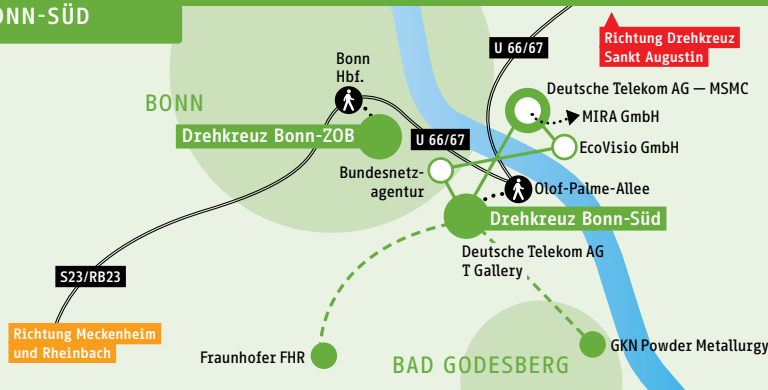 NN-SÜD
U 66/67
Richtung Drehkreuz
Sankt Augustin
Bonn
Hbf.
BONN
Deutsche Telekom AG — MSMC
MIRA GmbH
Drehkreuz Bonn-ZOB
U 66/67
EcoVisio GmbH
Bundesnetz-
agentur
Olof-Palme-Allee
Drehkreuz Bonn-Süd
Deutsche Telekom AG
T Gallery
S23/RB23
Richtung Meckenheim
und Rheinbach
Fraunhofer FHR
BAD GODESBERG
GKN Powder Metallurgy